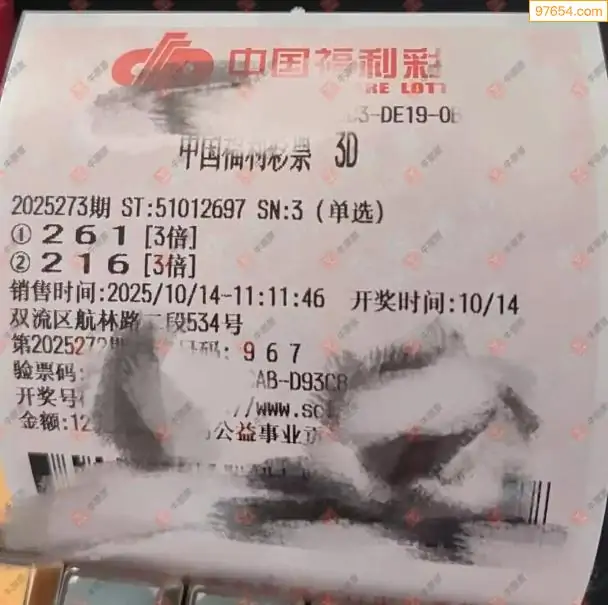 97654.com
中国福利彩
RE LOTT
-DE19-0
中国福利彩票 3D
2025273期 ST:51012697 SN:3 (单选)
① 2 6 1 [3倍]
② 2 1 6 [3倍]
销售时间:2025/10/14-11:11:46 开奖时间:10/14
双流区航林路二段534号
第202527 号码: 9 6 7
验票码: AB-D93C8
开奖号 //www.sc
金额:12 公益事业